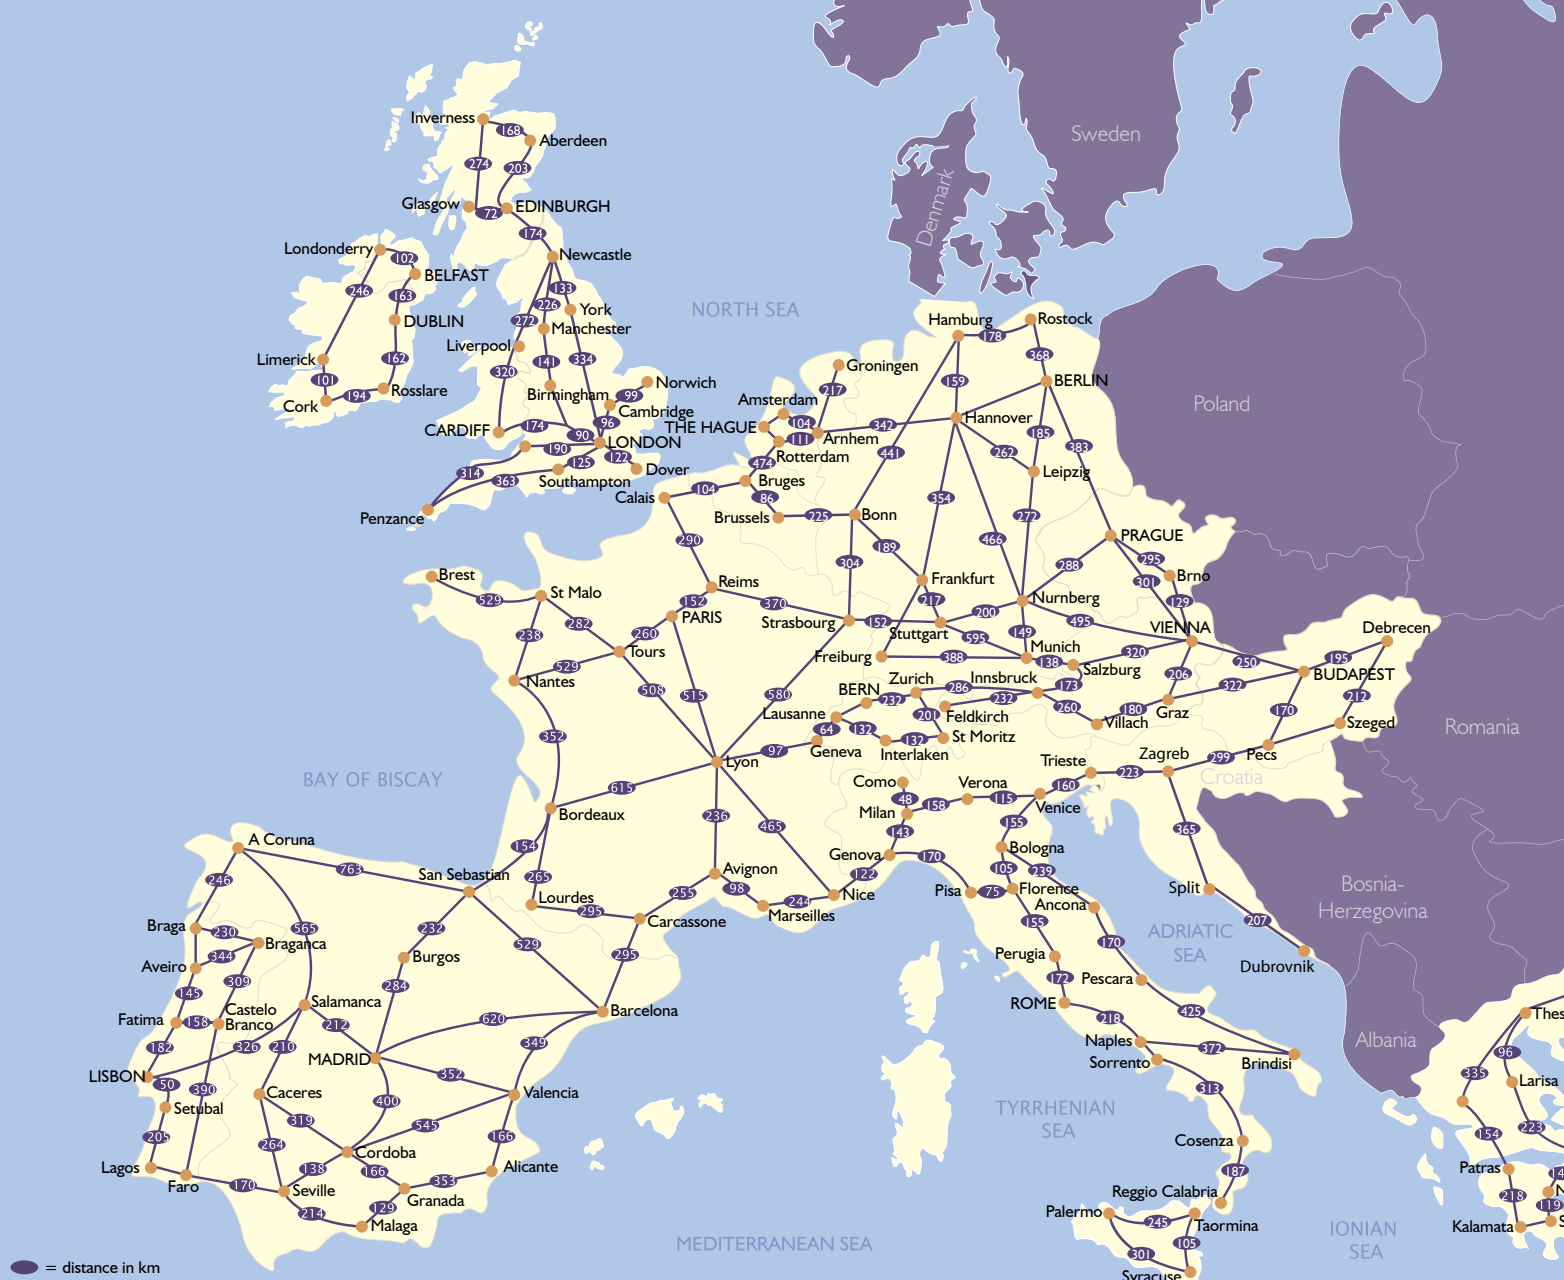 Inverness
168
Aberdeen
274
203
Sweden
Denmark
Glasgow
72
EDINBURGH
174
Londonderry
102
BELFAST
Newcastle
246
163
133
226
York
272
DUBLIN
Manchester
NORTH SEA
Hamburg
178
Rostock
Liverpool
Limerick
162
141
334
368
320
101
Rosslare
Birmingham
Norwich
99
Groningen
217
159
BERLIN
Poland
Cork
194
Cambridge
Amsterdam
96
CARDIFF
174
90
LONDON
THE HAGUE
104
111
Arnhem
342
Hannover
185
383
190
125
122
Rotterdam
441
262
314
363
Southampton
Dover
474
Bruges
Leipzig
Penzance
Calais
104
86
354
Brussels
225
Bonn
272
290
189
466
PRAGUE
304
288
295
301
Brno
Brest
529
St Malo
Reims
370
Frankfurt
217
Nurnberg
129
152
PARIS
Strasbourg
152
Stuttgart
200
495
VIENNA
Debrecen
238
282
260
595
149
Tours
Freiburg
388
Munich
138
Salzburg
320
250
195
BUDAPEST
529
Nantes
508
515
580
BERN
Zurich
286
Innsbruck
173
206
322
212
Lausanne
232
232
260
180
Graz
170
Szeged
201
Feldkirch
Villach
Romania
352
64
132
132
St Moritz
97
Geneva
Interlaken
Lyon
Trieste
Zagreb
299
Pecs
223
Croatia
BAY OF BISCAY
615
Como
Verona
160
48
158
115
Venice
Bordeaux
236
465
Milan
143
155
365
A Coruna
154
Genova
170
Bologna
763
San Sebastian
265
Avignon
122
105
239
246
Lourdes
255
98
244
Nice
Pisa
75
Florence
Split
Bosnia-
Herzegovina
295
Marseilles
Ancona
Braga
230
565
232
Carcassone
155
207
Braganca
529
170
ADRIATIC
SEA
344
Burgos
295
Perugia
Aveiro
309
Dubrovnik
145
284
172
Pescara
Salamanca
ROME
Castelo
Branco
Barcelona
425
Fatima
158
212
620
218
Thes
182
326
210
349
Naples
372
Albania
MADRID
Sorrento
Brindisi
96
LISBON
50
390
352
335
Larisa
Caceres
Valencia
313
Setubal
400
TYRRHENIAN
SEA
319
545
205
264
166
Cosenza
154
223
Cordoba
Lagos
138
166
Alicante
187
Patras
14
Faro
170
Seville
353
Reggio Calabria
218
N
129
Granada
Palermo
119
214
Malaga
245
Taormina
Kalamata
S
105
MEDITERRANEAN SEA
301
IONIAN
SEA
= distance in km
Syracuse